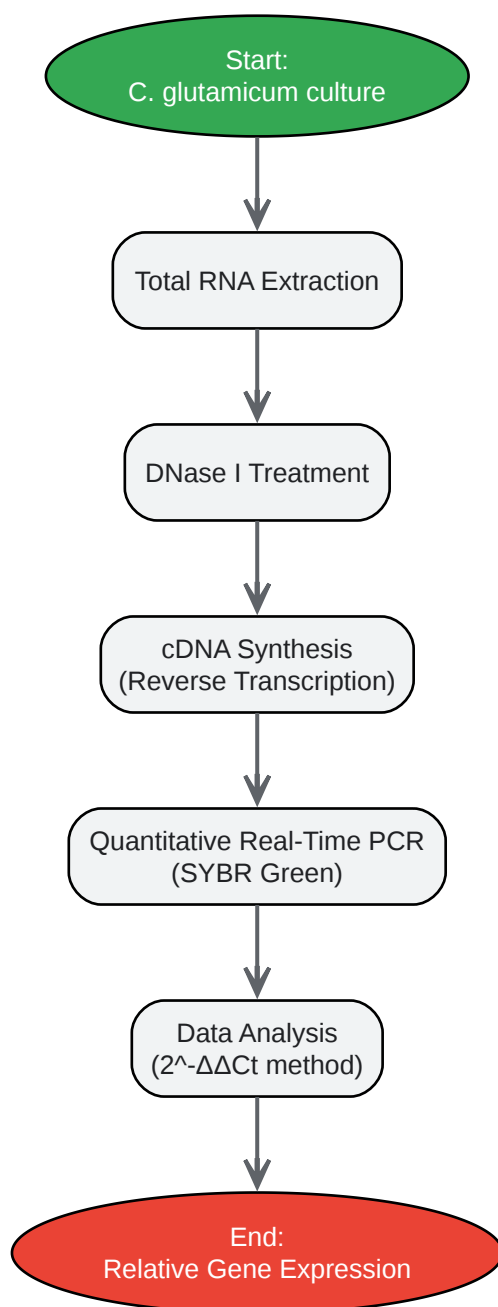 Start:
C. glutamicum culture
Total RNA Extraction
DNase I Treatment
cDNA Synthesis
(Reverse Transcription)
Quantitative Real-Time PCR
(SYBR Green)
Data Analysis
(2^-ΔΔCt method)
End:
Relative Gene Expression